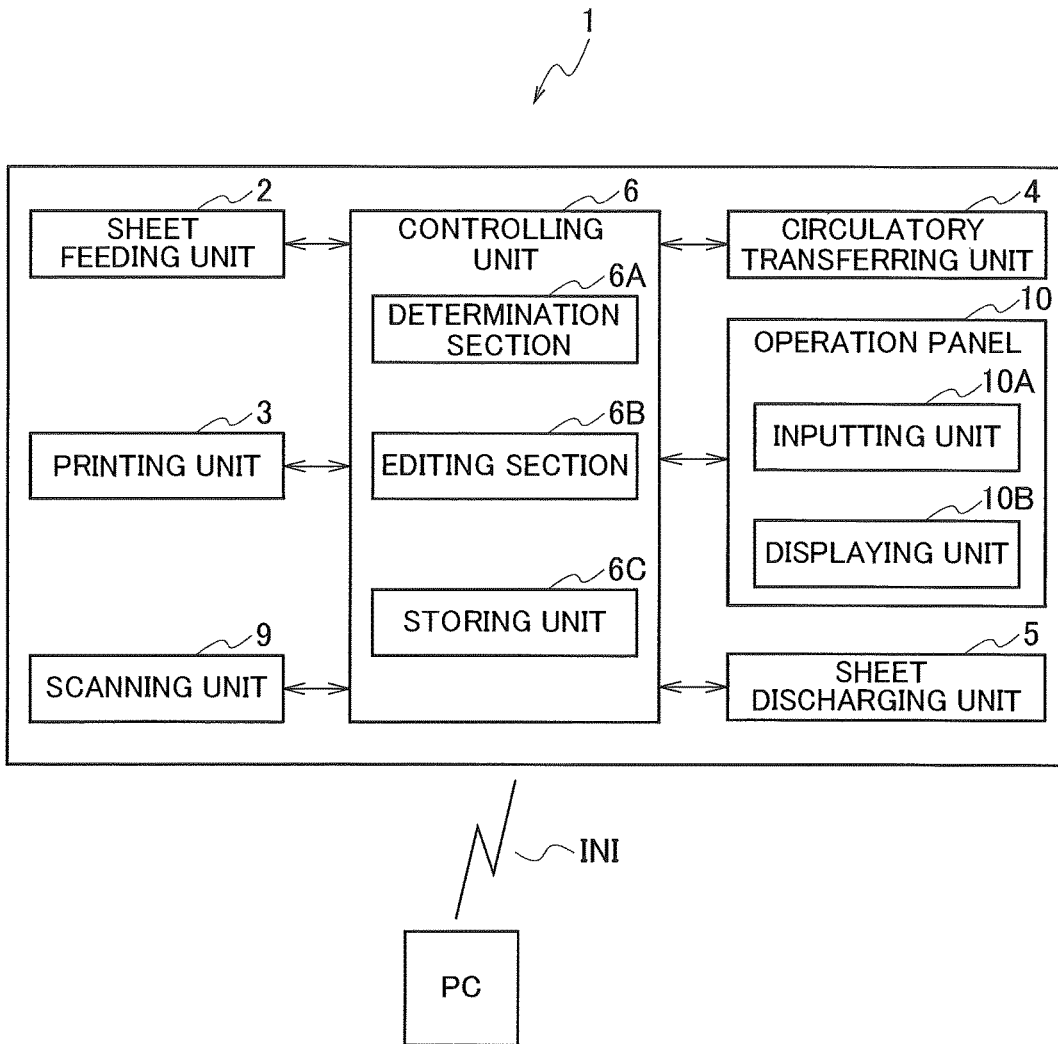 1
2
SHEET
FEEDING UNIT
3
PRINTING UNIT
9
SCANNING UNIT
6
CONTROLLING
UNIT
6A
DETERMINATION
SECTION
6B
EDITING SECTION
6C
STORING UNIT
4
CIRCULATORY
TRANSFERRING UNIT
10
OPERATION PANEL
10A
INPUTTING UNIT
10B
DISPLAYING UNIT
5
SHEET
DISCHARGING UNIT
INI
PC